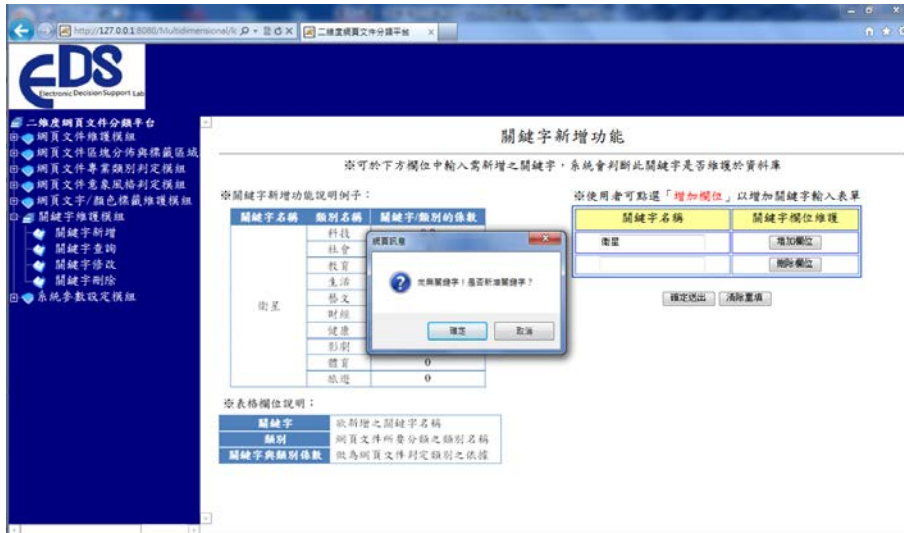 http://127.0.0.1:8080/Multidimensional/k
二維度網頁文件分類平台
EDS
Electronic Decision Support Lab
二維度網頁文件分類平台
網頁文件維護模組
網頁文件區塊分佈與標籤區域
網頁文件專業類別判定模組
網頁文件意象風格判定模組
網頁文字/顏色標籤維護模組
關鍵字維護模組
關鍵字新增
關鍵字查詢
關鍵字修改
關鍵字刪除
系統參數設定模組
關鍵字新增功能
※可於下方欄位中輸入需新增之關鍵字，系統會判斷此關鍵字是否維護於資料庫
※關鍵字新增功能說明例子：
關鍵字名稱 類別名稱 關鍵字/類別的係數
衛星
科技
社會
教育
生活
藝文
財經
健康
影劇
體育 0
旅遊 0
※表格欄位說明：
關鍵字 欲新增之關鍵字名稱
類別 網頁文件所要分類之類別名稱
關鍵字與類別係數 做為網頁文件判定類別之依據
※使用者可點選「增加欄位」以增加關鍵字輸入表單
關鍵字名稱 關鍵字欄位維護
衛星 增加欄位
刪除欄位
確定送出 清除重填
網頁訊息
查無關鍵字！是否新增關鍵字？
確定 取消